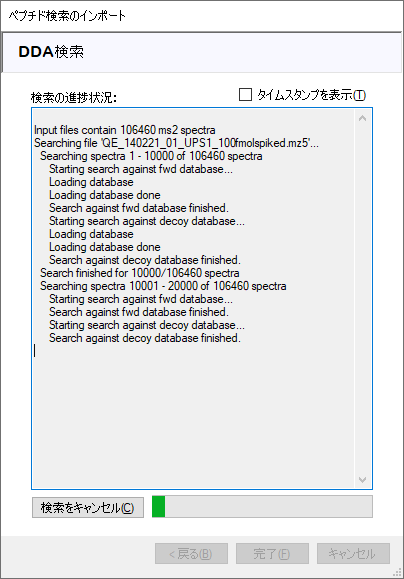 ペプチド検索のインポート
DDA検索
検索の進捗状況:
タイムスタンプを表示(T)
Input files contain 106460 ms2 spectra
Searching file 'QE_140221_01_UPS1_100fmolspiked.mz5'...
Searching spectra 1 - 10000 of 106460 spectra
Starting search against fwd database...
Loading database
Loading database done
Search against fwd database finished.
Starting search against decoy database...
Loading database
Loading database done
Search against decoy database finished.
Search finished for 10000/106460 spectra
Searching spectra 10001 - 20000 of 106460 spectra
Starting search against fwd database...
Search against fwd database finished.
Starting search against decoy database...
Search against decoy database finished.
検索をキャンセル(C)
< 戻る(B)
完了(F)
キャンセル